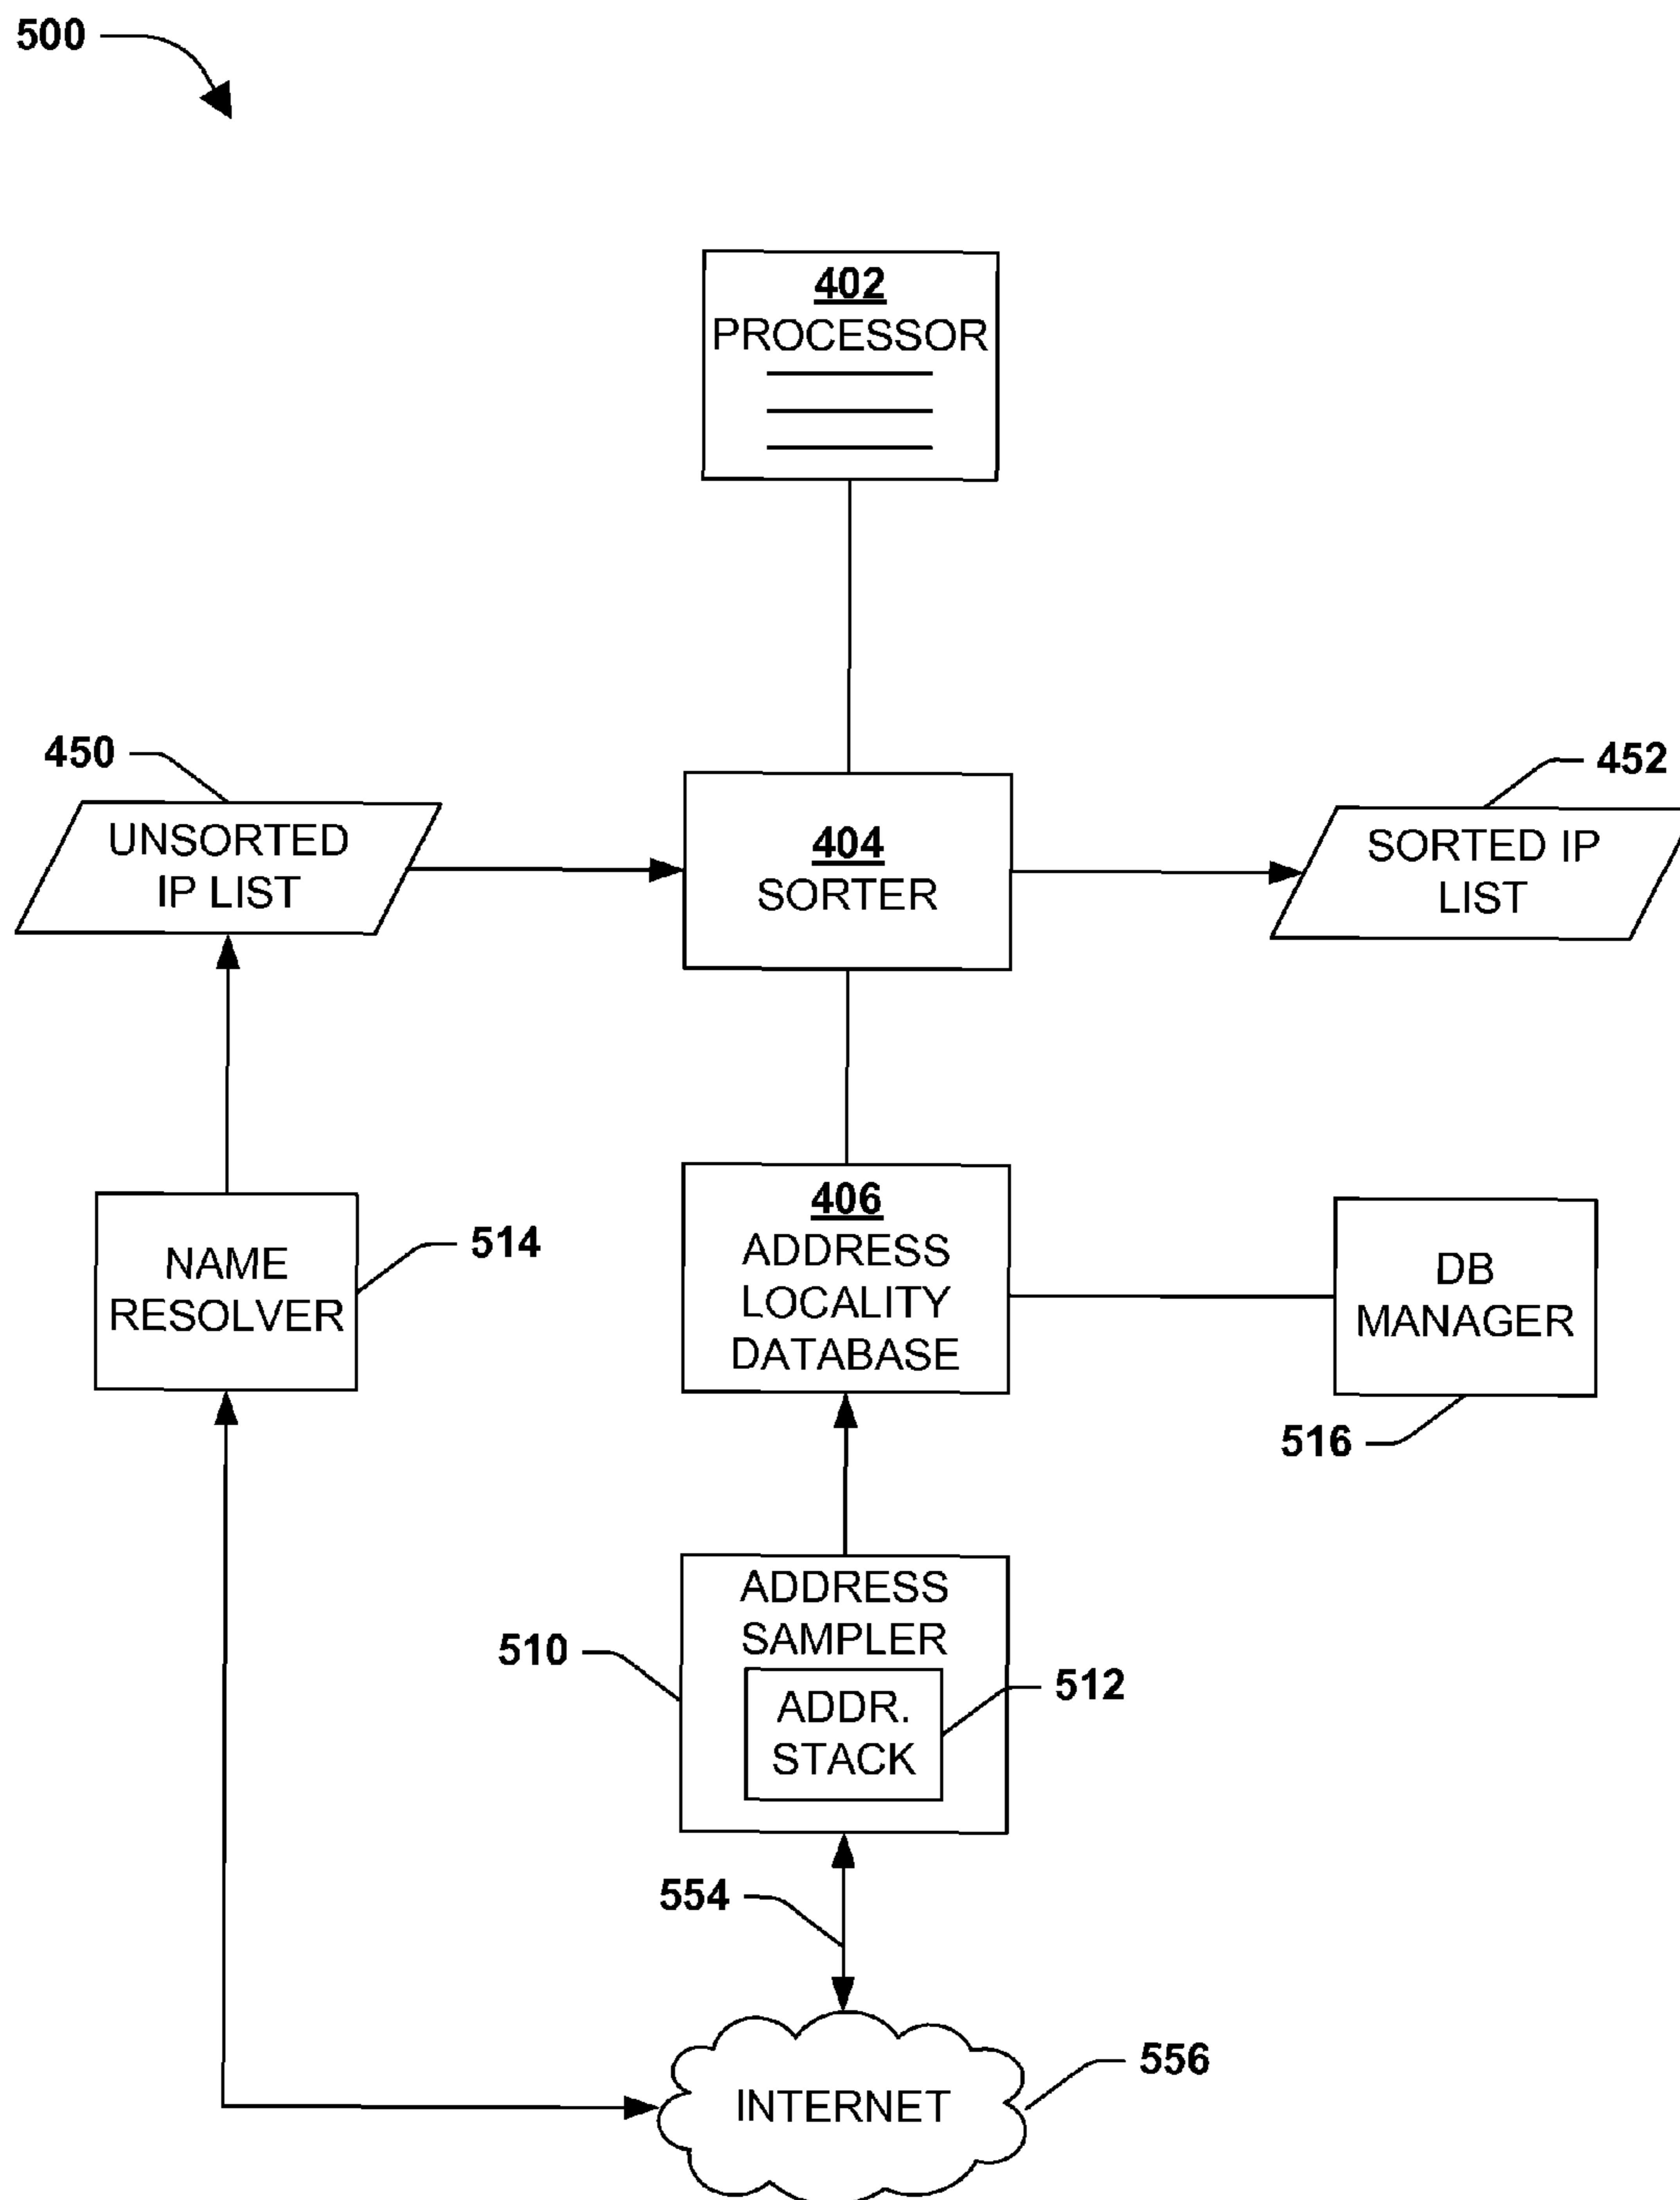 500
402
PROCESSOR
450
452
UNSORTED
IP LIST
404
SORTER
SORTED IP
LIST
406
ADDRESS
LOCALITY
DATABASE
NAME
RESOLVER
514
DB
MANAGER
516
ADDRESS
SAMPLER
510
512
ADDR.
STACK
554
556
INTERNET